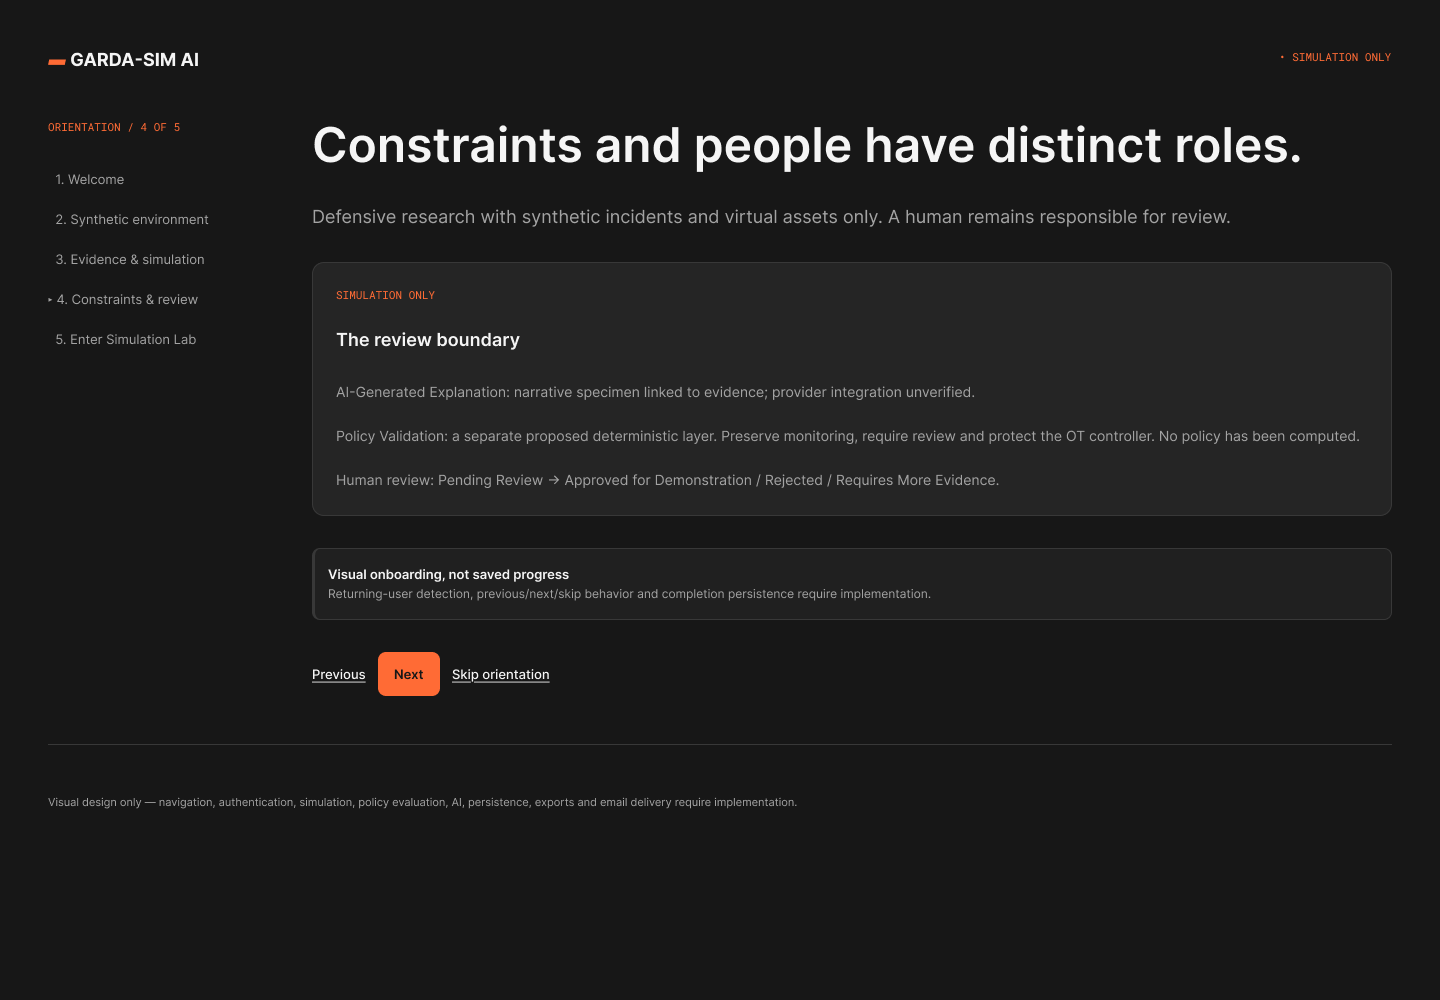 GARDA-SIM AI
• SIMULATION ONLY
ORIENTATION / 4 OF 5
1. Welcome
2. Synthetic environment
3. Evidence & simulation
▸ 4. Constraints & review
5. Enter Simulation Lab
Constraints and people have distinct roles.
Defensive research with synthetic incidents and virtual assets only. A human remains responsible for review.
SIMULATION ONLY
The review boundary
AI-Generated Explanation: narrative specimen linked to evidence; provider integration unverified.
Policy Validation: a separate proposed deterministic layer. Preserve monitoring, require review and protect the OT controller. No policy has been computed.
Human review: Pending Review → Approved for Demonstration / Rejected / Requires More Evidence.
Visual onboarding, not saved progress
Returning-user detection, previous/next/skip behavior and completion persistence require implementation.
Previous
Next
Skip orientation
Visual design only — navigation, authentication, simulation, policy evaluation, AI, persistence, exports and email delivery require implementation.